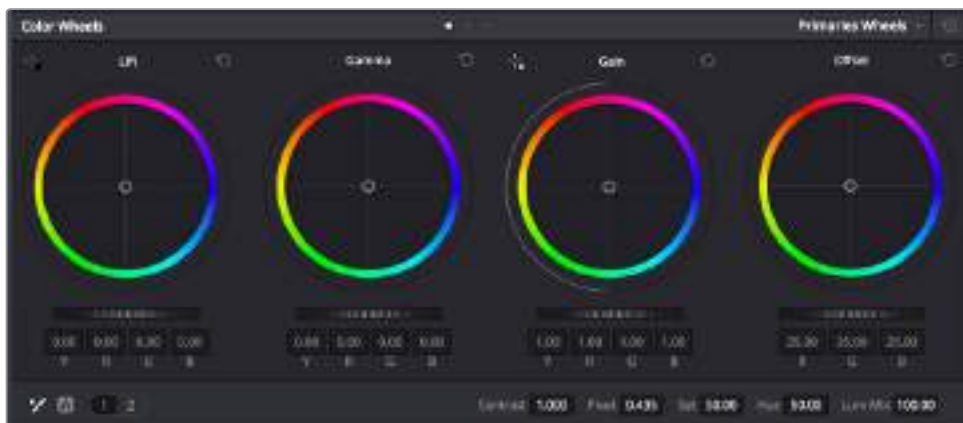 Color Wheels
Primaries Wheels
Lift
Gamma
Gain
Offset
0.00 0.00 0.00 0.00
Y R G B
0.00 0.00 0.00 0.00
Y R G B
1.00 1.00 1.00
Y R G B
25.00 25.00 25.00
R G B
1 2
Contrast 1.000 Pivot 0.435 Sat 50.00 Hue 50.00 Lum Mix 100.00